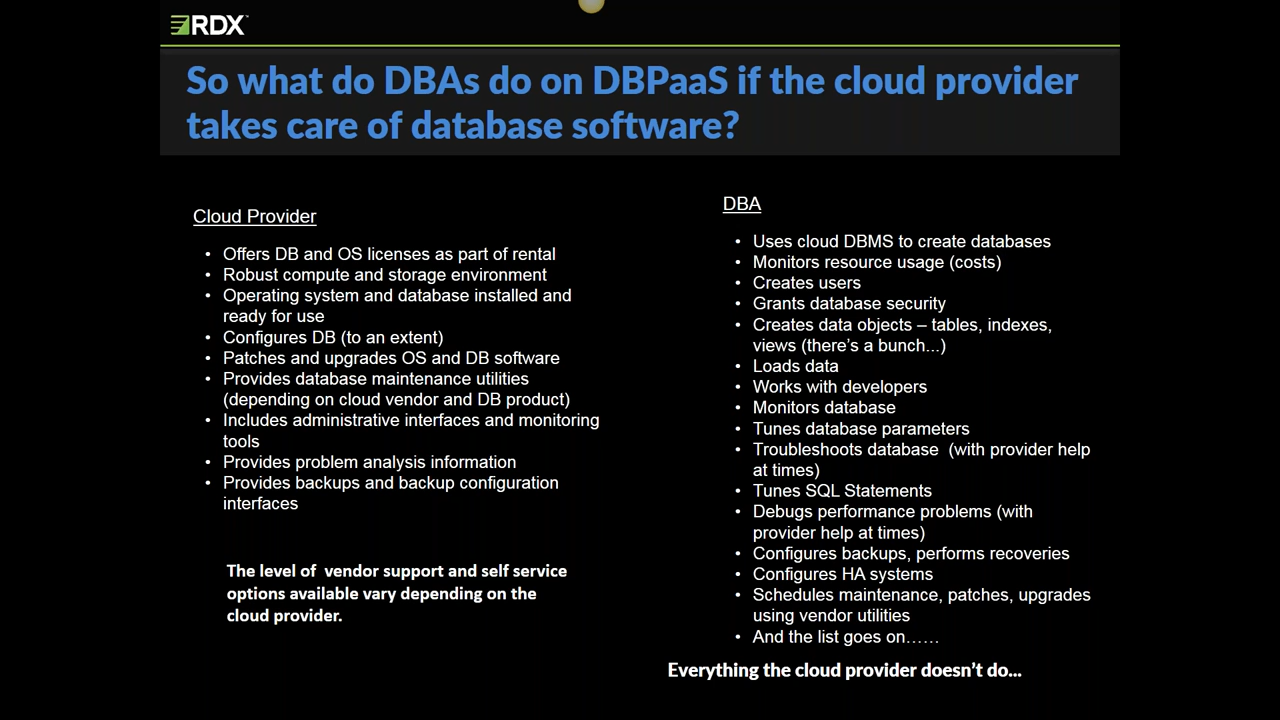 RDX
So what do DBAs do on DBPaaS if the cloud provider
takes care of database software?
Cloud Provider
• Offers DB and OS licenses as part of rental
• Robust compute and storage environment
• Operating system and database installed and
ready for use
• Configures DB (to an extent)
• Patches and upgrades OS and DB software
• Provides database maintenance utilities
(depending on cloud vendor and DB product)
• Includes administrative interfaces and monitoring
tools
• Provides problem analysis information
• Provides backups and backup configuration
interfaces
The level of vendor support and self service
options available vary depending on the
cloud provider.
DBA
• Uses cloud DBMS to create databases
• Monitors resource usage (costs)
• Creates users
• Grants database security
• Creates data objects – tables, indexes,
views (there's a bunch...)
• Loads data
• Works with developers
• Monitors database
• Tunes database parameters
• Troubleshoots database (with provider help
at times)
• Tunes SQL Statements
• Debugs performance problems (with
provider help at times)
• Configures backups, performs recoveries
• Configures HA systems
• Schedules maintenance, patches, upgrades
using vendor utilities
• And the list goes on……
Everything the cloud provider doesn't do...